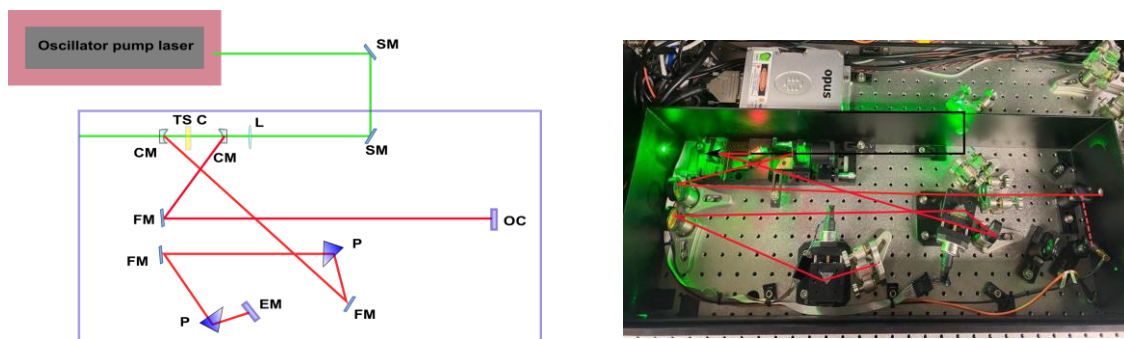 Oscillator pump laser
SM
TS C
L
CM
CM
SM
FM
OC
FM
P
EM
P
FM
opus